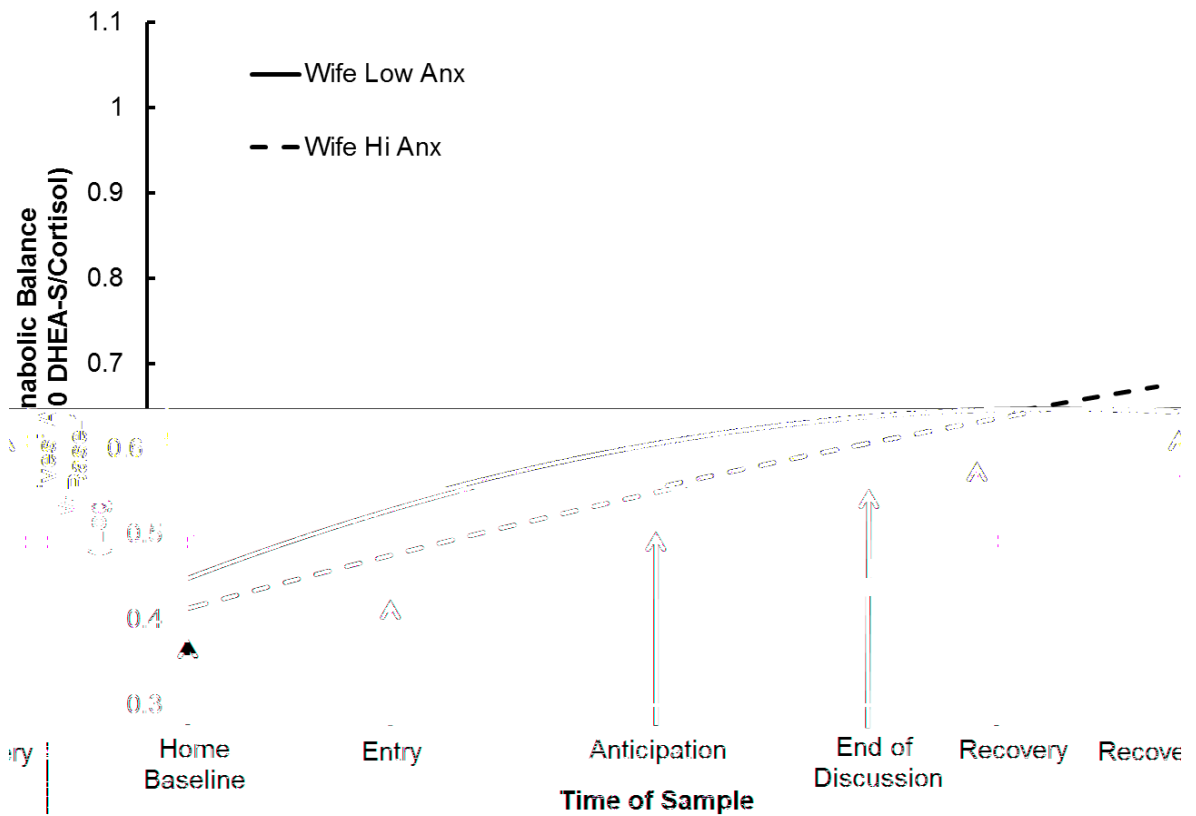 1.1
Wife Low Anx
1
Wife Hi Anx
0.9
0.8
0.7
nabolic Balance
0 DHEA-S/Cortisol)
0.6
0.5
0.4
0.3
ery
Home
Baseline
Entry
Anticipation
End of
Discussion
Recovery
Recove
Time of Sample